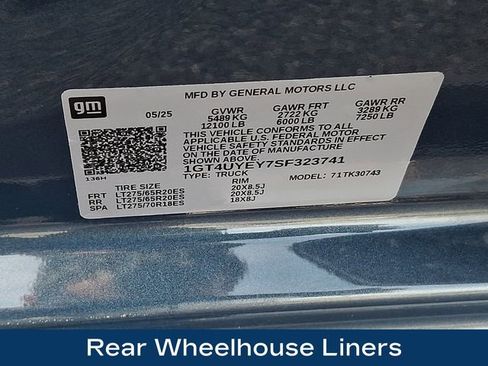 gm
MFD BY GENERAL MOTORS LLC
05/25
GVWR GAWR FRT GAWR RR
5489 KG 2722 KG 3289 KG
12100 LB 6000 LB 7250 LB
THIS VEHICLE CONFORMS TO ALL
APPLICABLE U.S. FEDERAL MOTOR
VEHICLE SAFETY STANDARDS IN EFFECT
ON THE DATE OF MANUFACTURE SHOWN ABOVE.
1GT4UYEY7SF323741
TYPE: TRUCK MODEL: 71TK30743
136H
TIRE SIZE RIM
FRT LT275/65R20ES 20X8.5J
RR LT275/65R20ES 20X8.5J
SPA LT275/70R18ES 18X8J
Rear Wheelhouse Liners